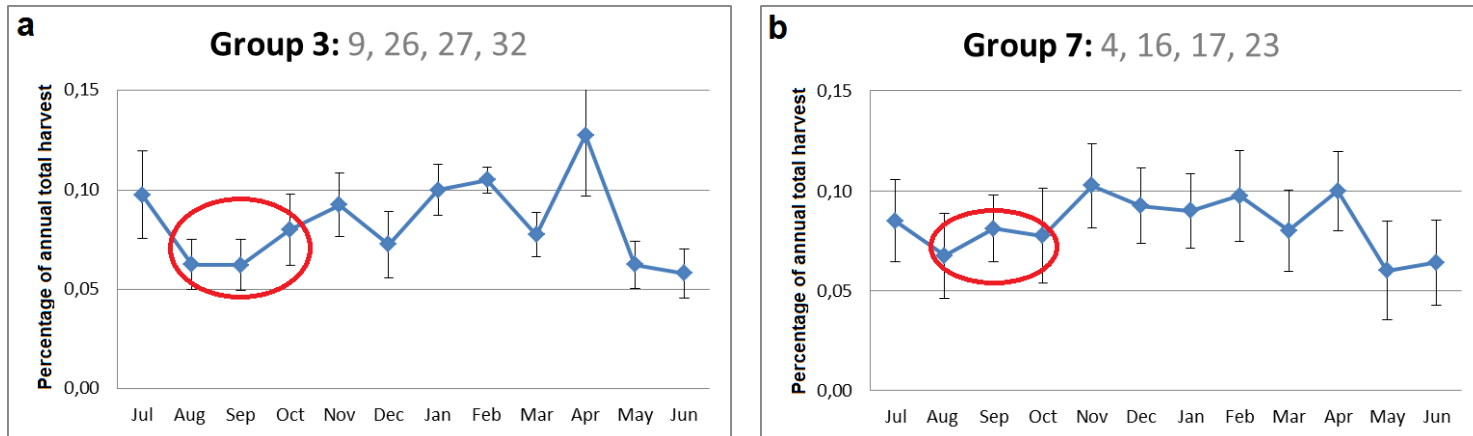 a
Group 3: 9, 26, 27, 32
Percentage of annual total harvest
0,15
0,10
0,05
0,00
Jul Aug Sep Oct Nov Dec Jan Feb Mar Apr May Jun
b
Group 7: 4, 16, 17, 23
Percentage of annual total harvest
0,15
0,10
0,05
0,00
Jul Aug Sep Oct Nov Dec Jan Feb Mar Apr May Jun